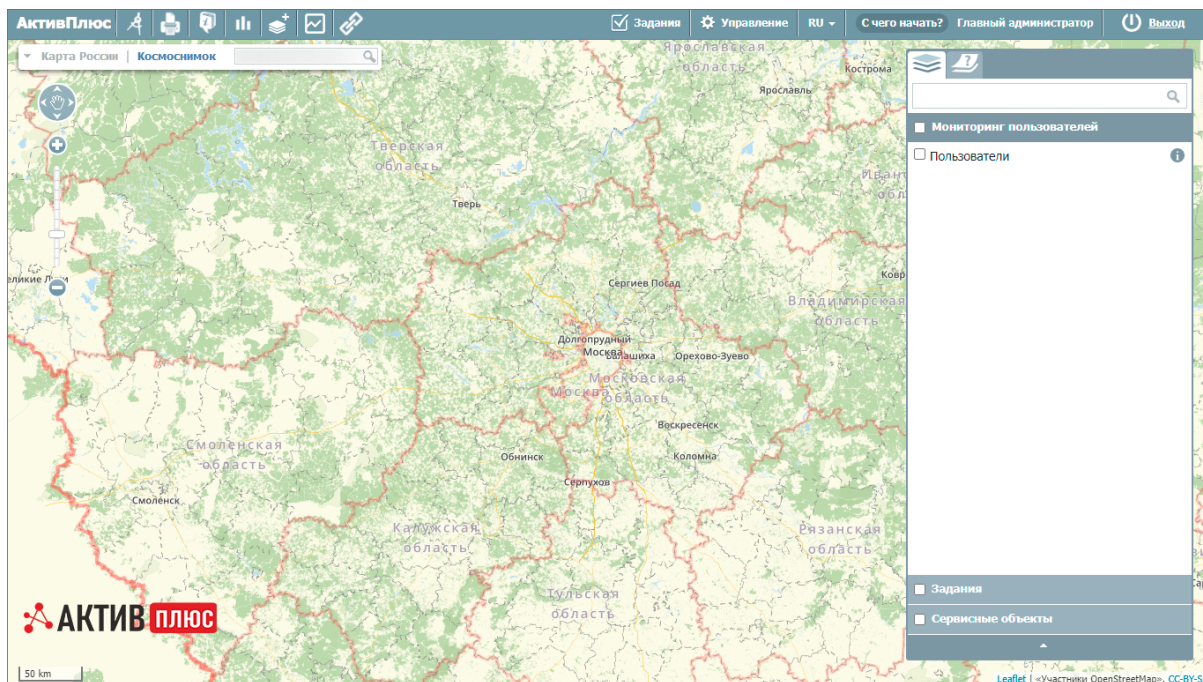 АктивПлюс
Задания
Управление
RU
С чего начать?
Главный администратор
Выход
Карта России | Космоснимок
Ярославская
область
Кострома
Ярославль
Мониторинг пользователей
Пользователи
Тверская
область
Тверь
Сергиев Посад
Владимирская
область
Долгопрудный
Москва
Балашиха
Орехово-Зуево
Московская
область
Москва
Воскресенск
Коломна
Обнинск
Серпухов
Смоленская
область
Смоленск
Калужская
область
Рязанская
область
Тульская
область
Задания
Сервисные объекты
АКТИВ ПЛЮС
50 km
Leaflet | «Участники OpenStreetMap», CC-BY-S